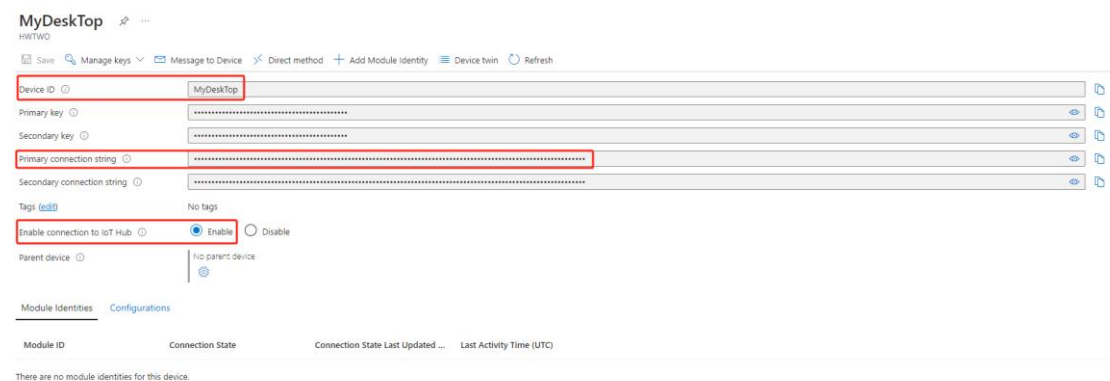 MyDeskTop ...
HWTWO
Save Manage keys Message to Device Direct method Add Module Identity Device twin Refresh
Device ID MyDeskTop
Primary key ••••••••••••••••••••••••••••••••••••••••••••
Secondary key ••••••••••••••••••••••••••••••••••••••••••••
Primary connection string ••••••••••••••••••••••••••••••••••••••••••••••••••••••••••••••••••••••••••••••••••••••••••••••••••••••••••••••••
Secondary connection string ••••••••••••••••••••••••••••••••••••••••••••••••••••••••••••••••••••••••••••••••••••••••••••••••••••••••••••••••
Tags (edit) No tags
Enable connection to IoT Hub Enable Disable
Parent device No parent device
Module Identities Configurations
Module ID Connection State Connection State Last Updated ... Last Activity Time (UTC)
There are no module identities for this device.